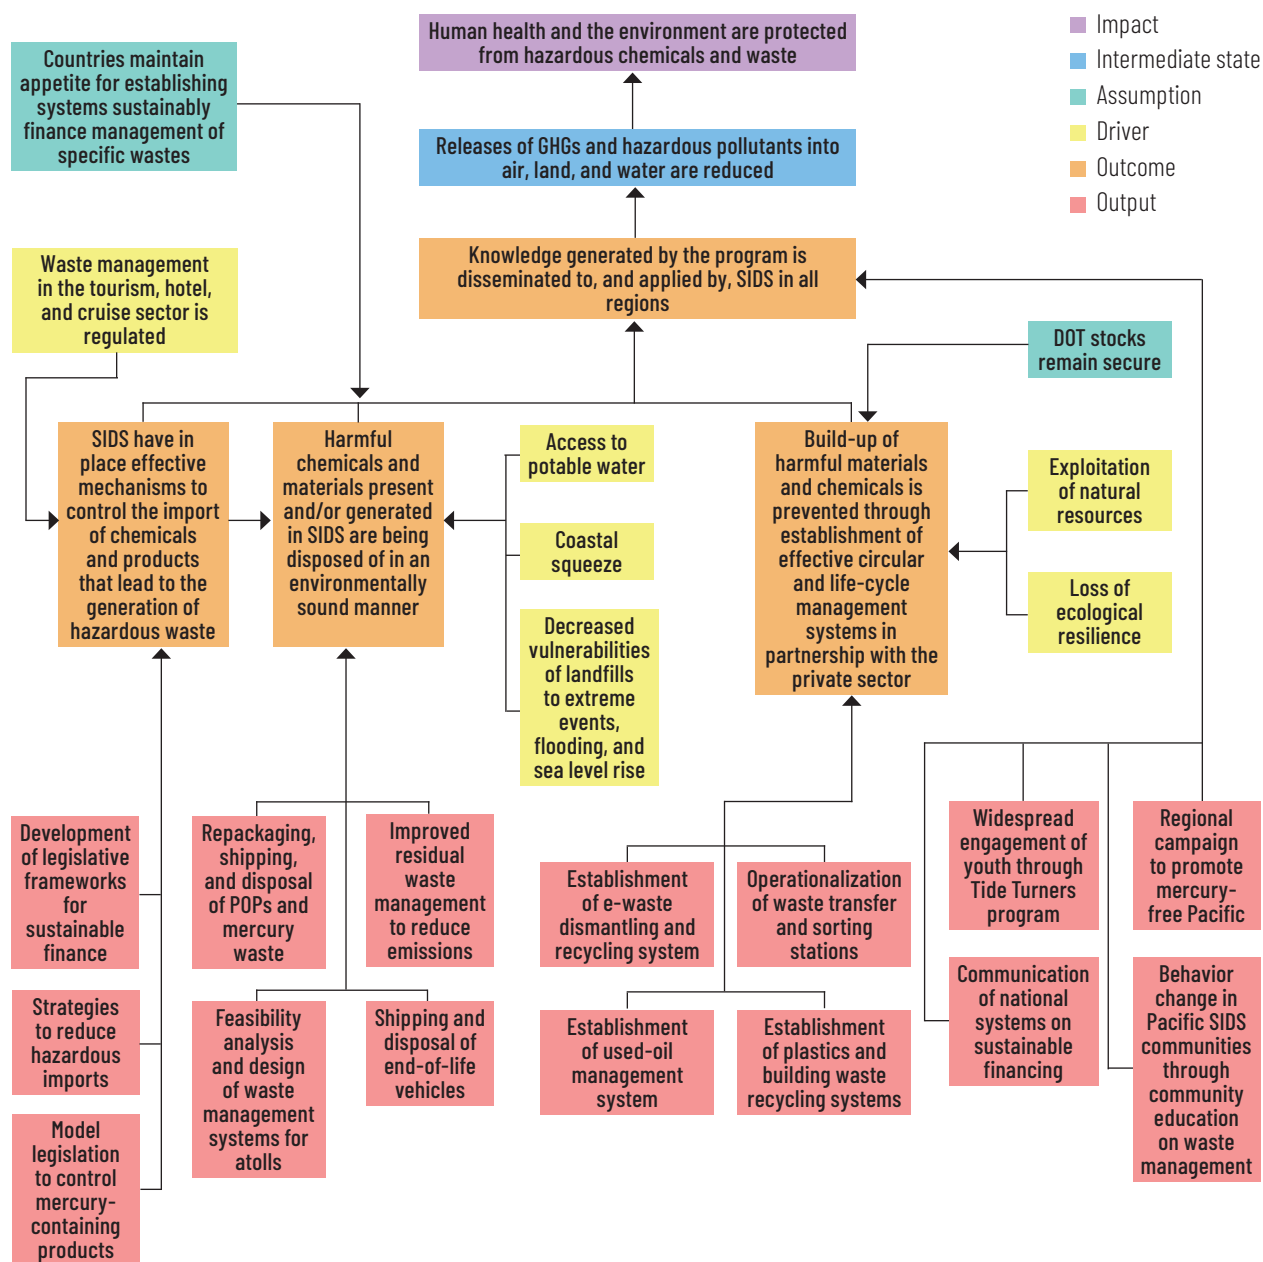 Human health and the environment are protected
from hazardous chemicals and waste
Impact
Intermediate state
Assumption
Driver
Outcome
Output
Countries maintain
appetite for establishing
systems sustainably
finance management of
specific wastes
Releases of GHGs and hazardous pollutants into
air, land, and water are reduced
Knowledge generated by the program is
disseminated to, and applied by, SIDS in all
regions
Waste management
in the tourism, hotel,
and cruise sector is
regulated
DOT stocks
remain secure
SIDS have in
place effective
mechanisms to
control the import
of chemicals
and products
that lead to the
generation of
hazardous waste
Harmful
chemicals and
materials present
and/or generated
in SIDS are being
disposed of in an
environmentally
sound manner
Access to
potable water
Coastal
squeeze
Decreased
vulnerabilities
of landfills
to extreme
events,
flooding, and
sea level rise
Build-up of
harmful materials
and chemicals is
prevented through
establishment of
effective circular
and life-cycle
management
systems in
partnership with the
private sector
Exploitation
of natural
resources
Loss of
ecological
resilience
Development
of legislative
frameworks
for
sustainable
finance
Repackaging,
shipping,
and disposal
of POPs and
mercury
waste
Improved
residual
waste
management
to reduce
emissions
Establishment
of e-waste
dismantling and
recycling system
Operationalization
of waste transfer
and sorting
stations
Widespread
engagement of
youth through
Tide Turners
program
Regional
campaign
to promote
mercury-
free Pacific
Strategies
to reduce
hazardous
imports
Feasibility
analysis
and design
of waste
management
systems for
atolls
Shipping and
disposal of
end-of-life
vehicles
Establishment
of used-oil
management
system
Establishment
of plastics and
building waste
recycling systems
Communication
of national
systems on
sustainable
financing
Behavior
change in
Pacific SIDS
communities
through
community
education
on waste
management
Model
legislation
to control
mercury-
containing
products